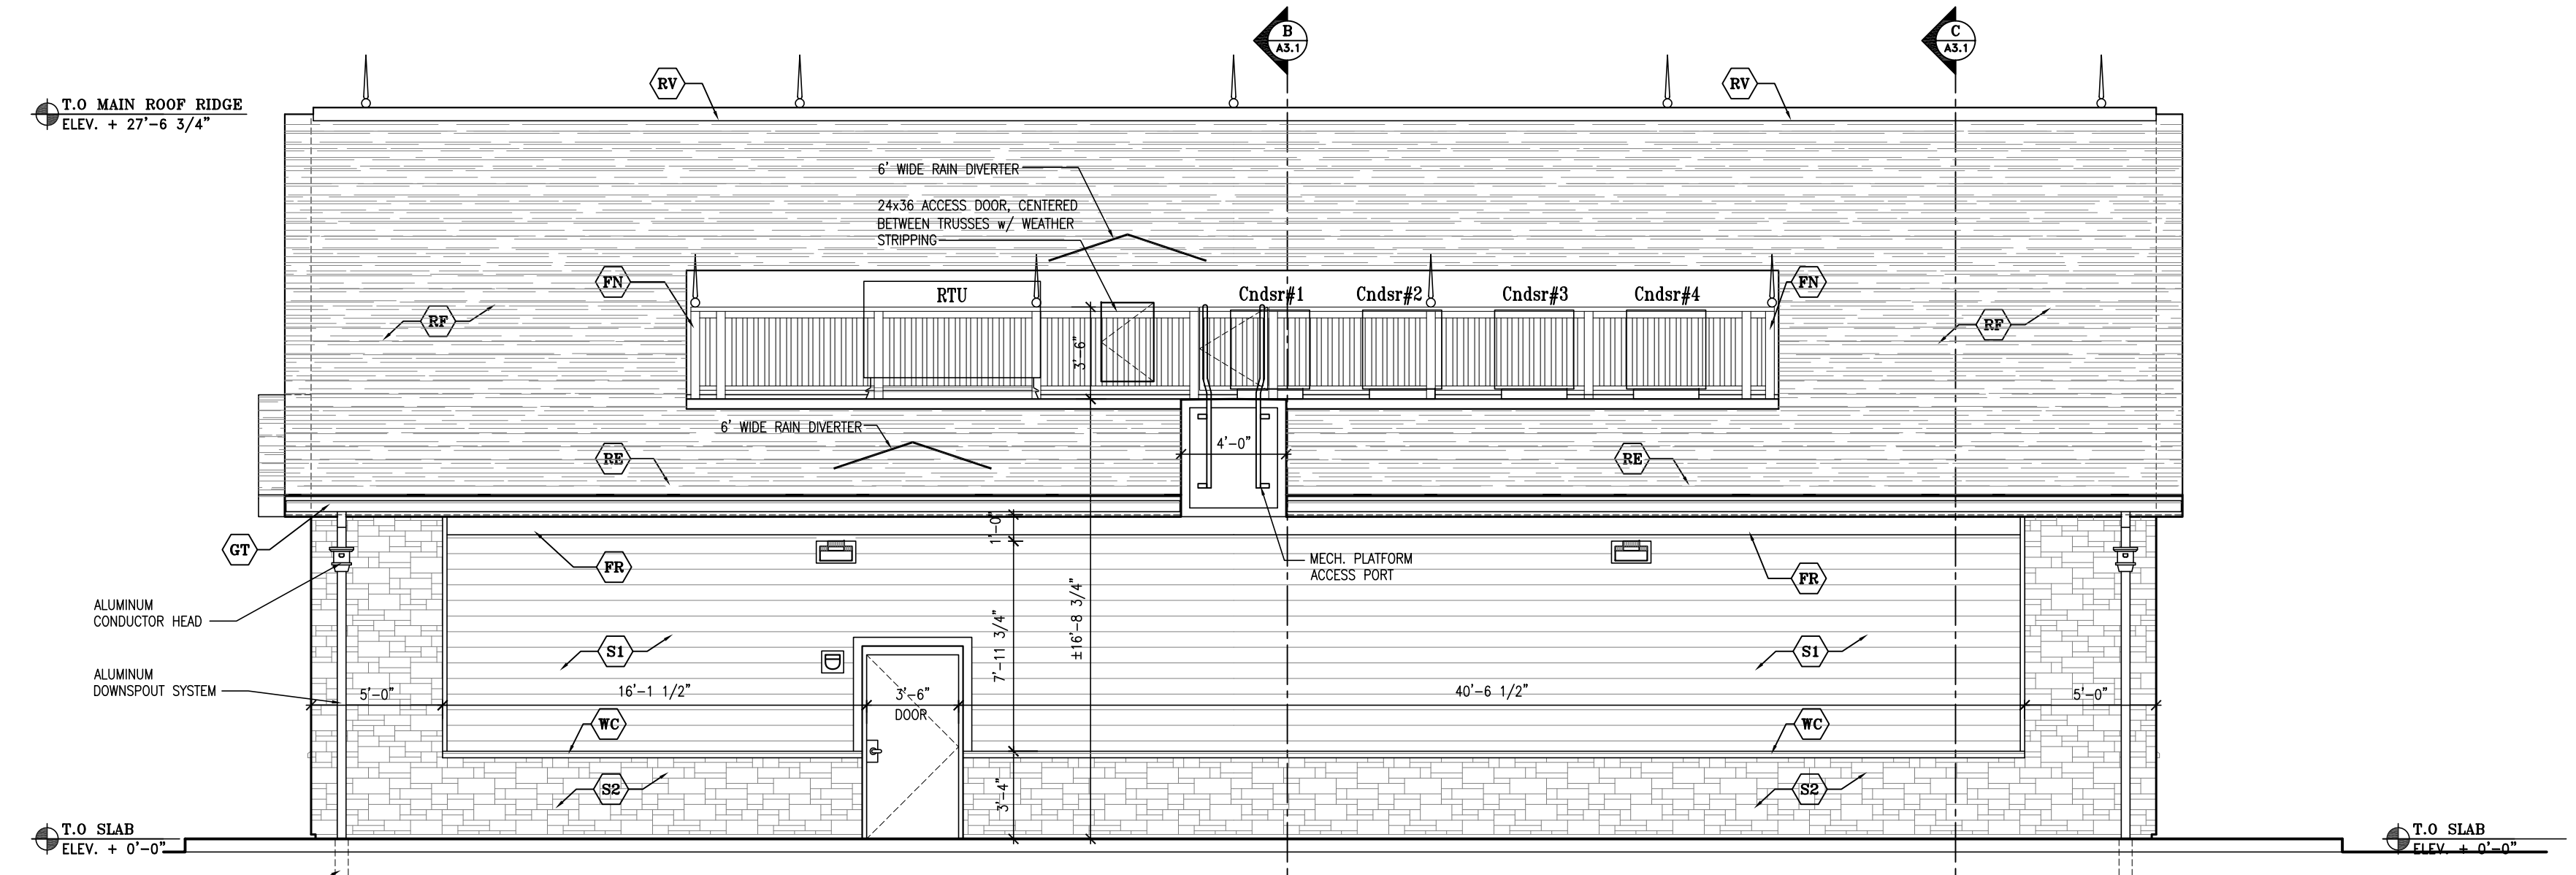 B
A3.1
C
A3.1
RV
RV
T.O MAIN ROOF RIDGE
ELEV. + 27'-6 3/4"
6' WIDE RAIN DIVERTER
24x36 ACCESS DOOR, CENTERED
BETWEEN TRUSSES w/ WEATHER
STRIPPING
FN
RTU
Cndsr#1
Cndsr#2
Cndsr#3
Cndsr#4
FN
RF
RF
3'-6"
6' WIDE RAIN DIVERTER
4'-0"
RE
RE
GT
1'-0"
FR
MECH. PLATFORM
ACCESS PORT
FR
ALUMINUM
CONDUCTOR HEAD
±16'-8 3/4"
7'-11 3/4"
S1
S1
ALUMINUM
DOWNSPOUT SYSTEM
5'-0"
16'-1 1/2"
3'-6"
DOOR
40'-6 1/2"
5'-0"
WC
WC
S2
3'-4"
S2
T.O SLAB
ELEV. + 0'-0"
T.O SLAB
ELEV. + 0'-0"